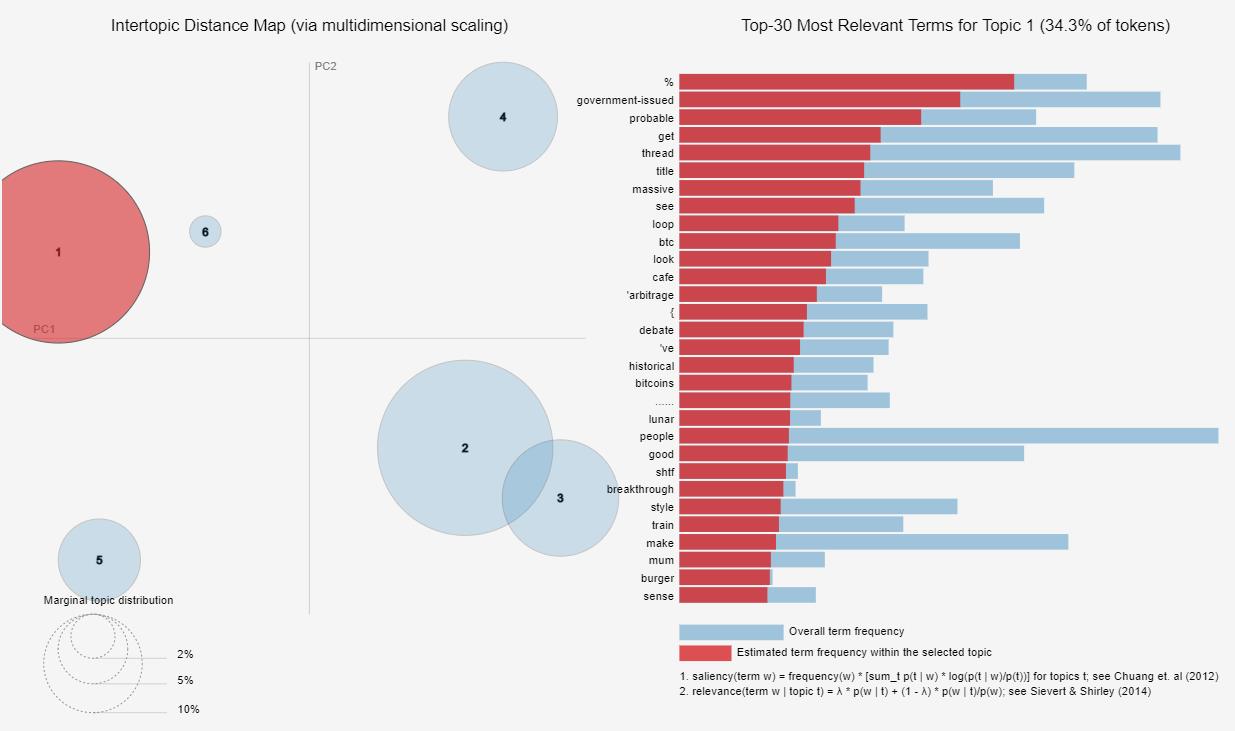 Intertopic Distance Map (via multidimensional scaling)
PC2
4
6
1
PC1
2
3
5
Marginal topic distribution
2%
5%
10%
Top-30 Most Relevant Terms for Topic 1 (34.3% of tokens)
%
government-issued
probable
get
thread
title
massive
see
loop
btc
look
cafe
'arbitrage
{
debate
've
historical
bitcoins
......
lunar
people
good
shtf
breakthrough
style
train
make
mum
burger
sense
Overall term frequency
Estimated term frequency within the selected topic
1. saliency(term w) = frequency(w) * [sum_t p(t | w) * log(p(t | w)/p(t))] for topics t; see Chuang et. al (2012)
2. relevance(term w | topic t) = λ * p(w | t) + (1 - λ) * p(w | t)/p(w); see Sievert & Shirley (2014)